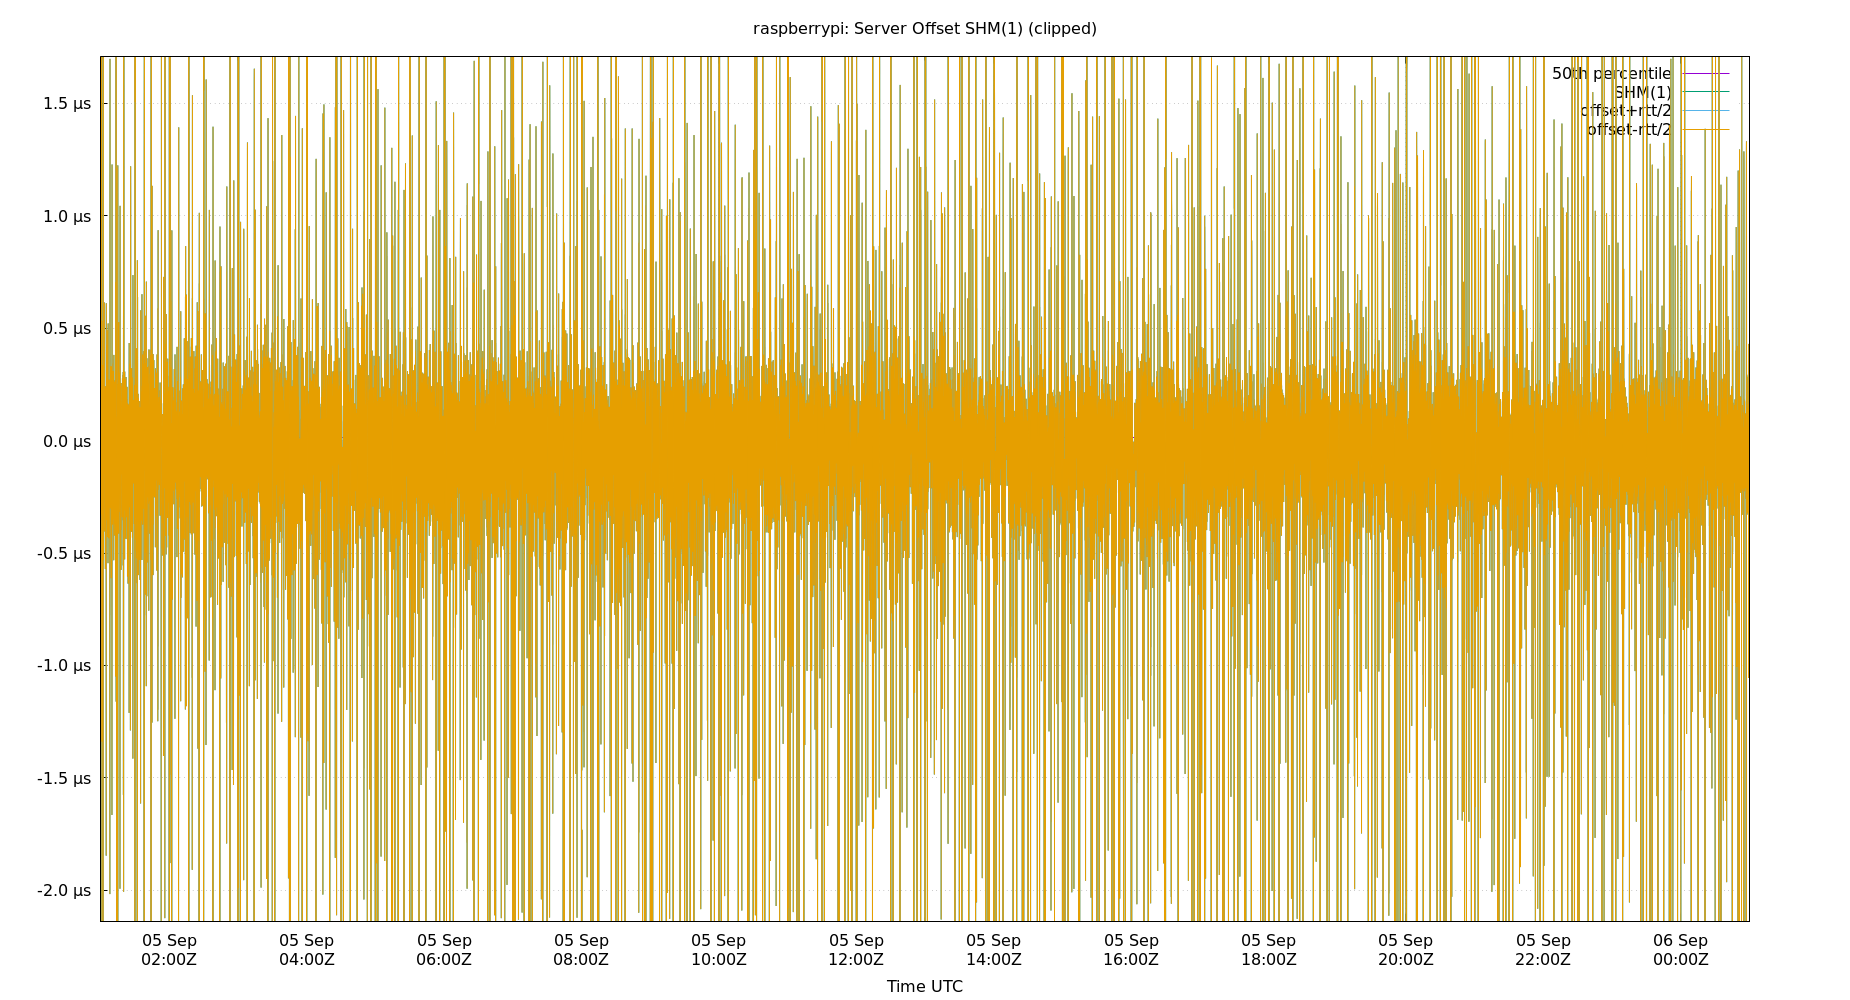 raspberrypi: Server Offset SHM(1) (clipped)
50th percentile
SHM(1)
offset+rtt/2
offset-rtt/2
1.5 µs
1.0 µs
0.5 µs
0.0 µs
-0.5 µs
-1.0 µs
-1.5 µs
-2.0 µs
05 Sep 05 Sep 05 Sep 05 Sep 05 Sep 05 Sep 05 Sep 05 Sep 05 Sep 05 Sep 05 Sep 06 Sep
02:00Z 04:00Z 06:00Z 08:00Z 10:00Z 12:00Z 14:00Z 16:00Z 18:00Z 20:00Z 22:00Z 00:00Z
Time UTC